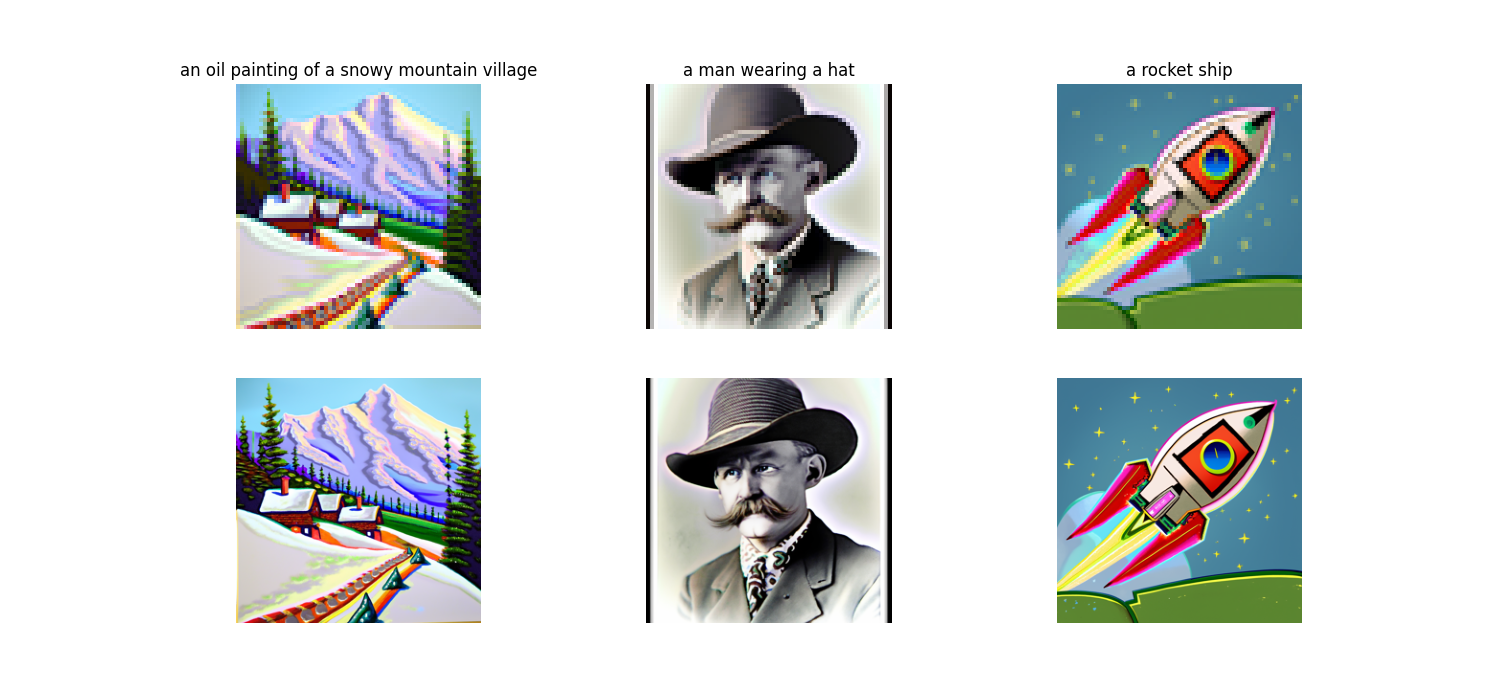 an oil painting of a snowy mountain village
a man wearing a hat
a rocket ship